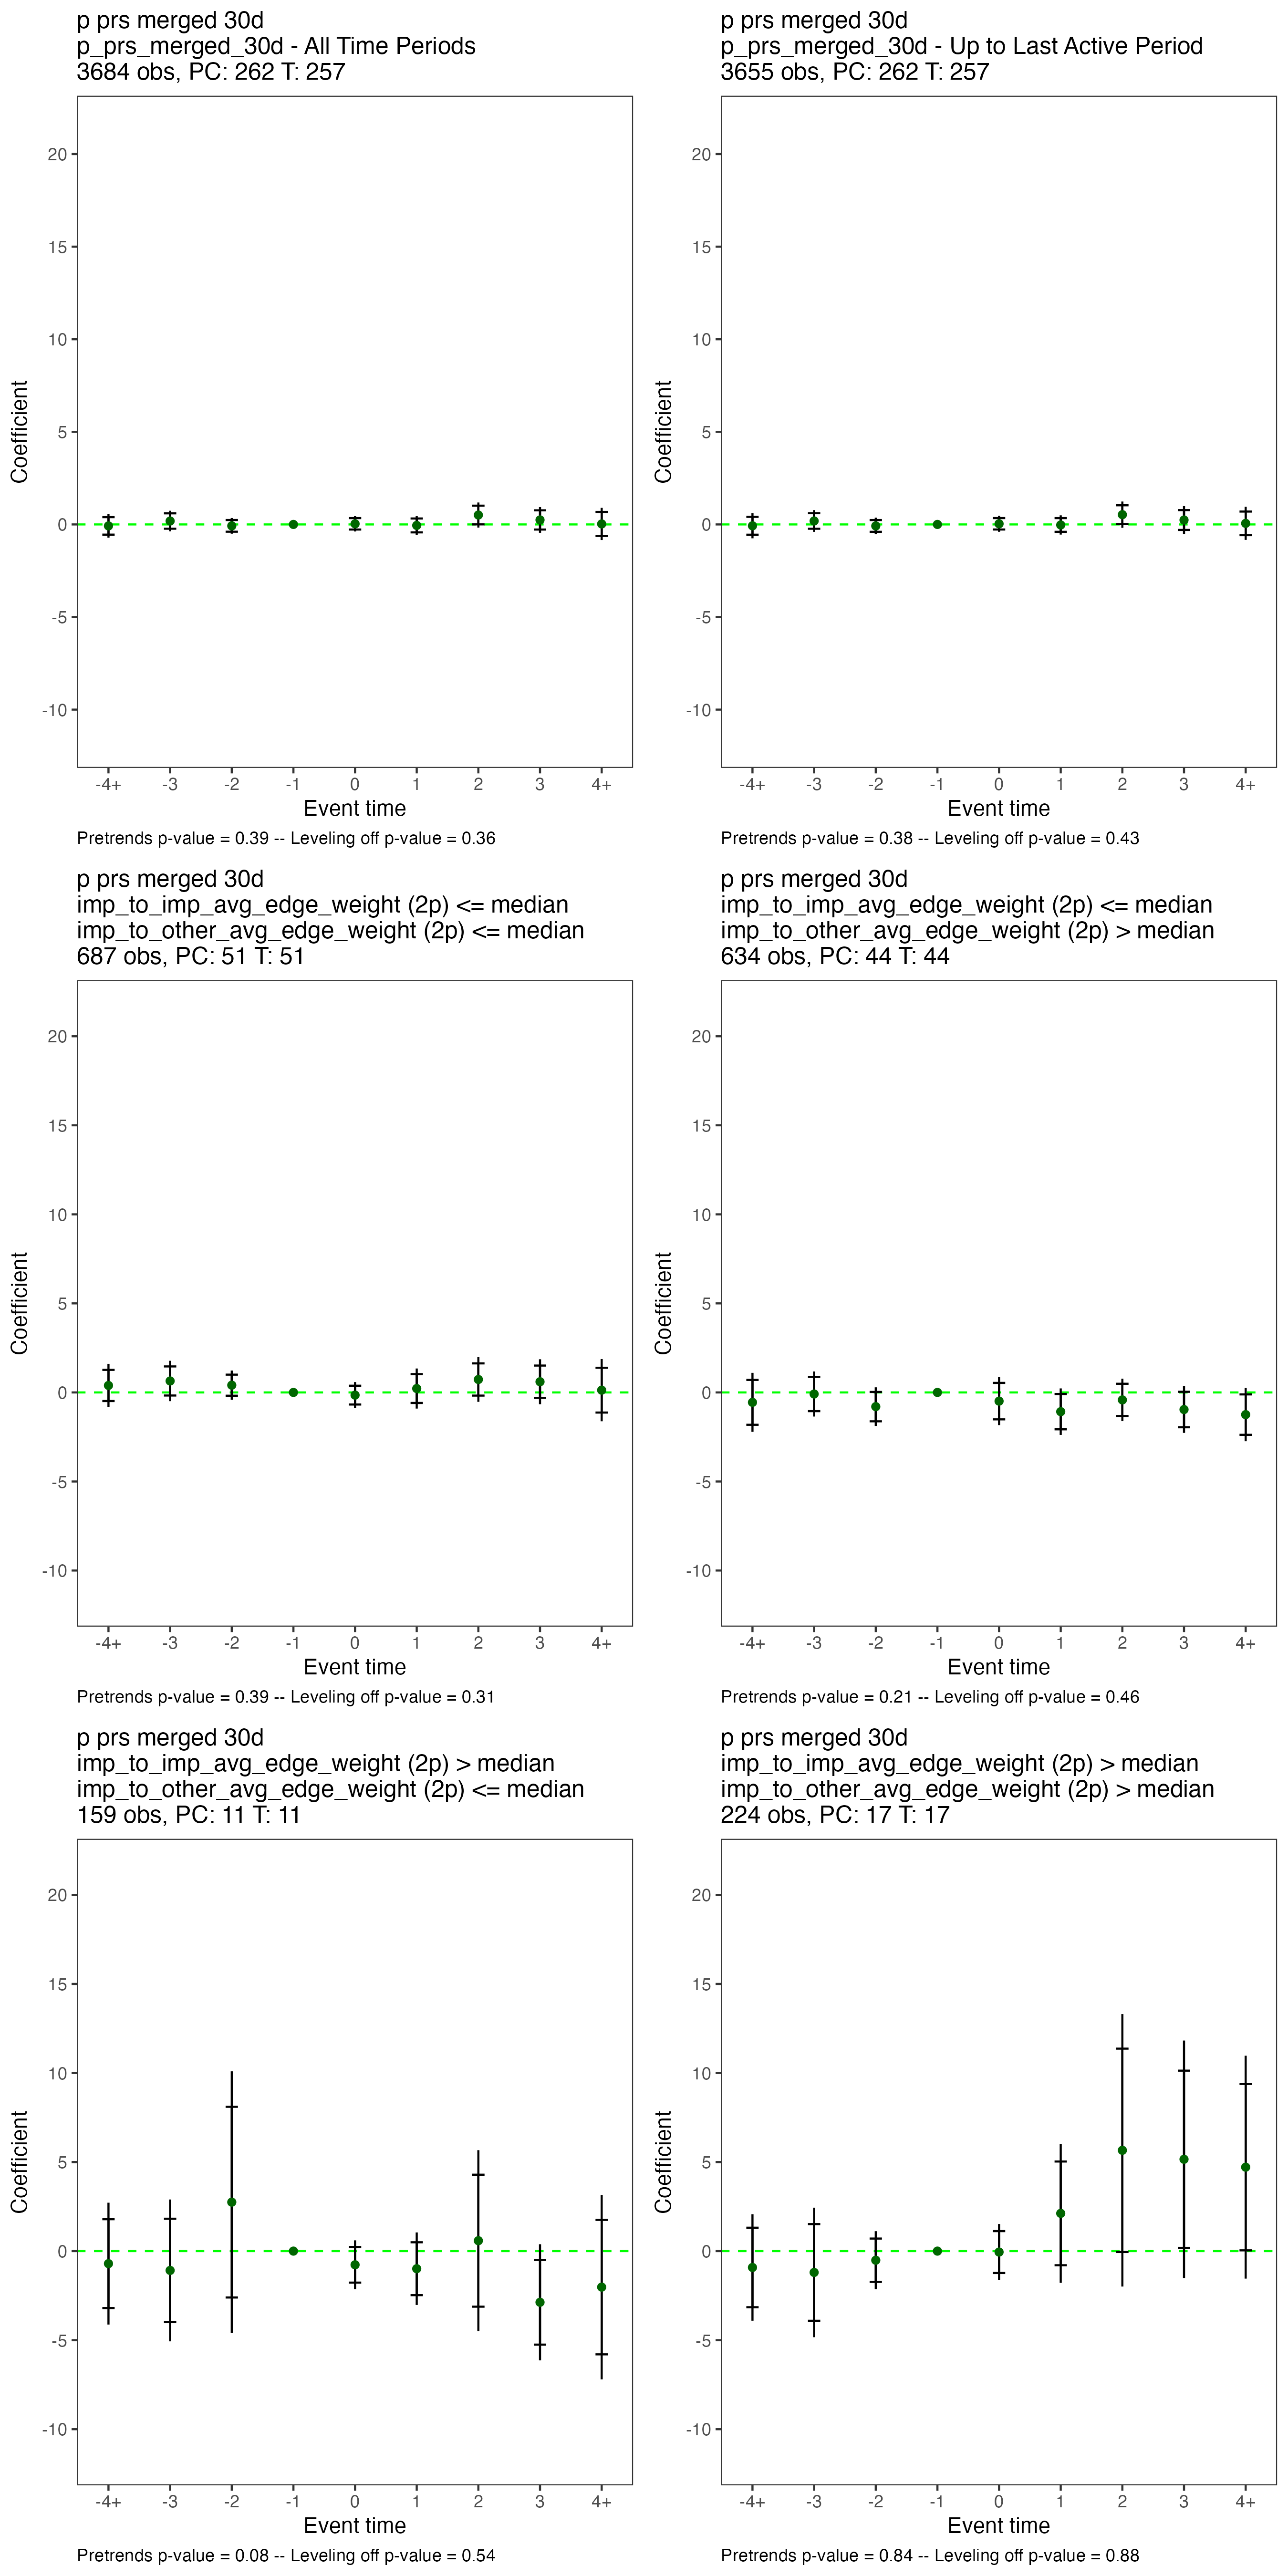 p prs merged 30d
p_prs_merged_30d - All Time Periods
3684 obs, PC: 262 T: 257
20
15
10
5
0
-5
-10
Coefficient
-4+ -3 -2 -1 0 1 2 3 4+
Event time
Pretrends p-value = 0.39 -- Leveling off p-value = 0.36
p prs merged 30d
p_prs_merged_30d - Up to Last Active Period
3655 obs, PC: 262 T: 257
20
15
10
5
0
-5
-10
Coefficient
-4+ -3 -2 -1 0 1 2 3 4+
Event time
Pretrends p-value = 0.38 -- Leveling off p-value = 0.43
p prs merged 30d
imp_to_imp_avg_edge_weight (2p) <= median
imp_to_other_avg_edge_weight (2p) <= median
687 obs, PC: 51 T: 51
20
15
10
5
0
-5
-10
Coefficient
-4+ -3 -2 -1 0 1 2 3 4+
Event time
Pretrends p-value = 0.39 -- Leveling off p-value = 0.31
p prs merged 30d
imp_to_imp_avg_edge_weight (2p) <= median
imp_to_other_avg_edge_weight (2p) > median
634 obs, PC: 44 T: 44
20
15
10
5
0
-5
-10
Coefficient
-4+ -3 -2 -1 0 1 2 3 4+
Event time
Pretrends p-value = 0.21 -- Leveling off p-value = 0.46
p prs merged 30d
imp_to_imp_avg_edge_weight (2p) > median
imp_to_other_avg_edge_weight (2p) <= median
159 obs, PC: 11 T: 11
20
15
10
5
0
-5
-10
Coefficient
-4+ -3 -2 -1 0 1 2 3 4+
Event time
Pretrends p-value = 0.08 -- Leveling off p-value = 0.54
p prs merged 30d
imp_to_imp_avg_edge_weight (2p) > median
imp_to_other_avg_edge_weight (2p) > median
224 obs, PC: 17 T: 17
20
15
10
5
0
-5
-10
Coefficient
-4+ -3 -2 -1 0 1 2 3 4+
Event time
Pretrends p-value = 0.84 -- Leveling off p-value = 0.88